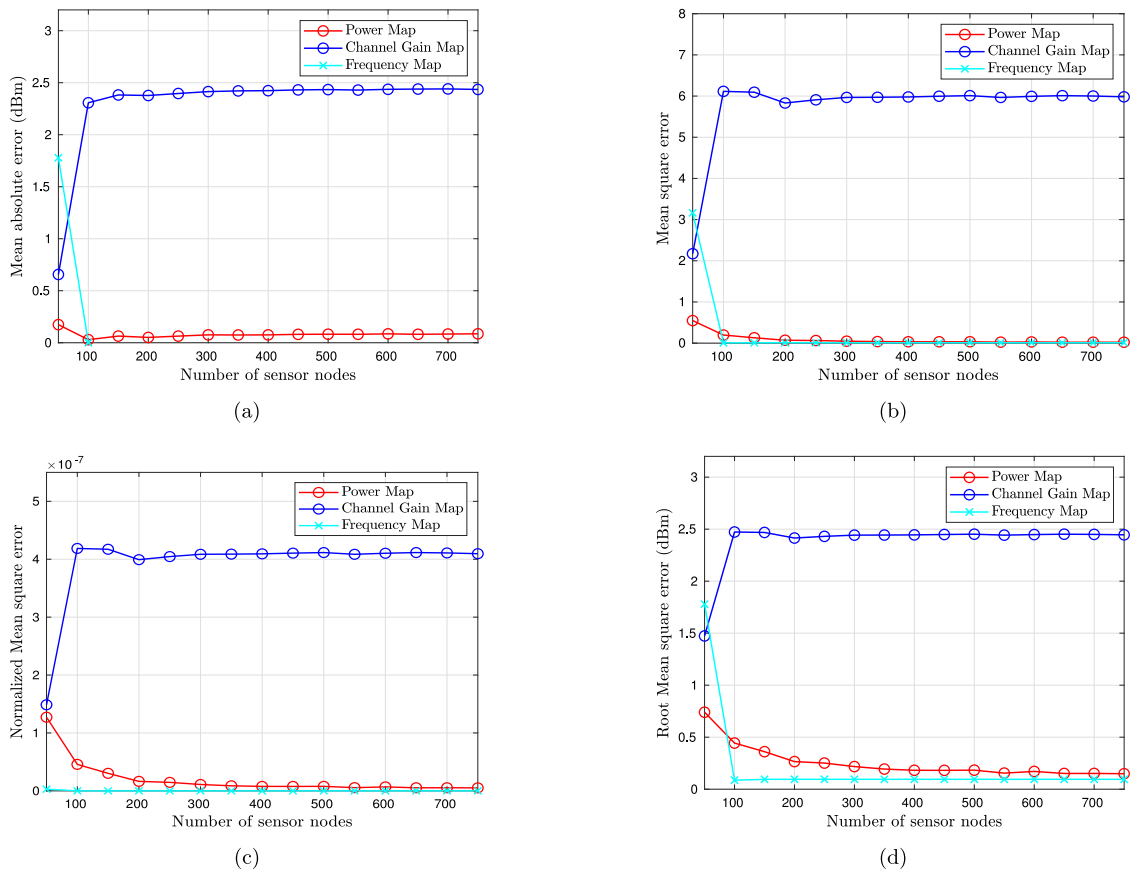 3
2.5
2
1.5
1
0.5
0
100 200 300 400 500 600 700
Mean absolute error (dBm)
Number of sensor nodes
Power Map
Channel Gain Map
Frequency Map
(a)
8
7
6
5
4
3
2
1
0
100 200 300 400 500 600 700
Mean square error
Number of sensor nodes
Power Map
Channel Gain Map
Frequency Map
(b)
×10⁻⁷
5
4
3
2
1
0
100 200 300 400 500 600 700
Normalized Mean square error
Number of sensor nodes
Power Map
Channel Gain Map
Frequency Map
(c)
3
2.5
2
1.5
1
0.5
0
100 200 300 400 500 600 700
Root Mean square error (dBm)
Number of sensor nodes
Power Map
Channel Gain Map
Frequency Map
(d)